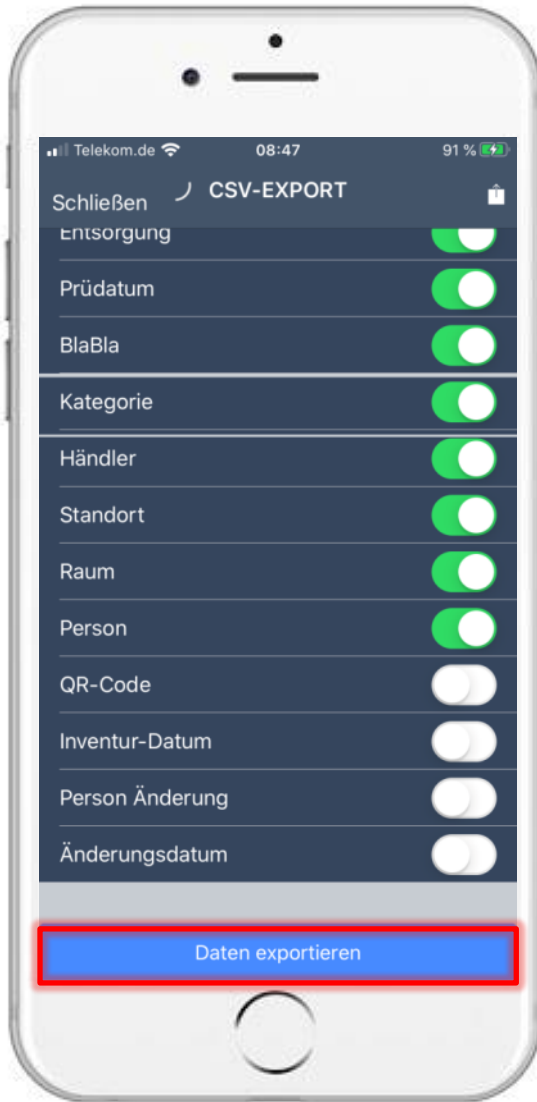 Telekom.de 08:47 91 %
Schließen CSV-EXPORT
Entsorgung
Prüdatum
BlaBla
Kategorie
Händler
Standort
Raum
Person
QR-Code
Inventur-Datum
Person Änderung
Änderungsdatum
Daten exportieren